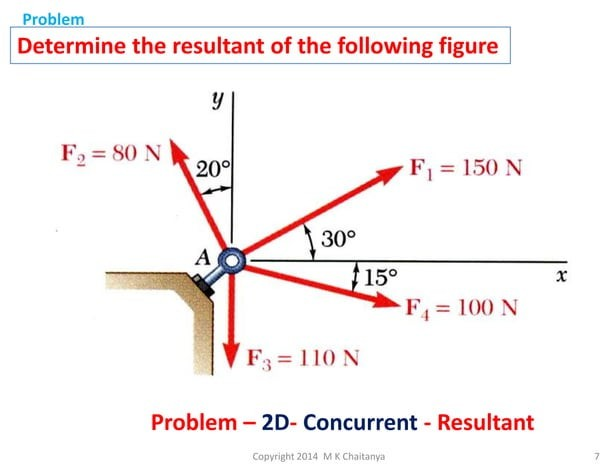 Problem
Determine the resultant of the following figure
y
F₂ = 80 N
20°
F₁ = 150 N
30°
A
15°
x
F₄ = 100 N
F₃ = 110 N
Problem – 2D- Concurrent - Resultant
Copyright 2014 M K Chaitanya
7